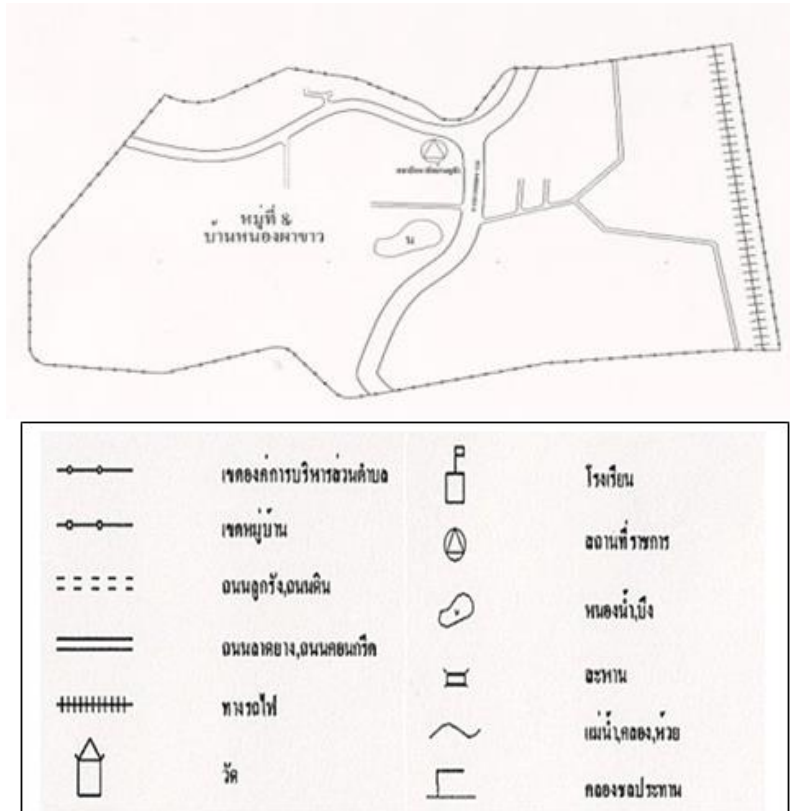 หมู่ที่ 8
บ้านหนองผาขาว
น
เขตองค์การบริหารส่วนตำบล
เขตหมู่บ้าน
ถนนลูกรัง,ถนนดิน
ถนนลาดยาง,ถนนคอนกรีต
ทางรถไฟ
วัด
โรงเรียน
สถานที่ราชการ
หนองน้ำ,บึง
สะพาน
แม่น้ำ,คลอง,ห้วย
คลองชลประทาน